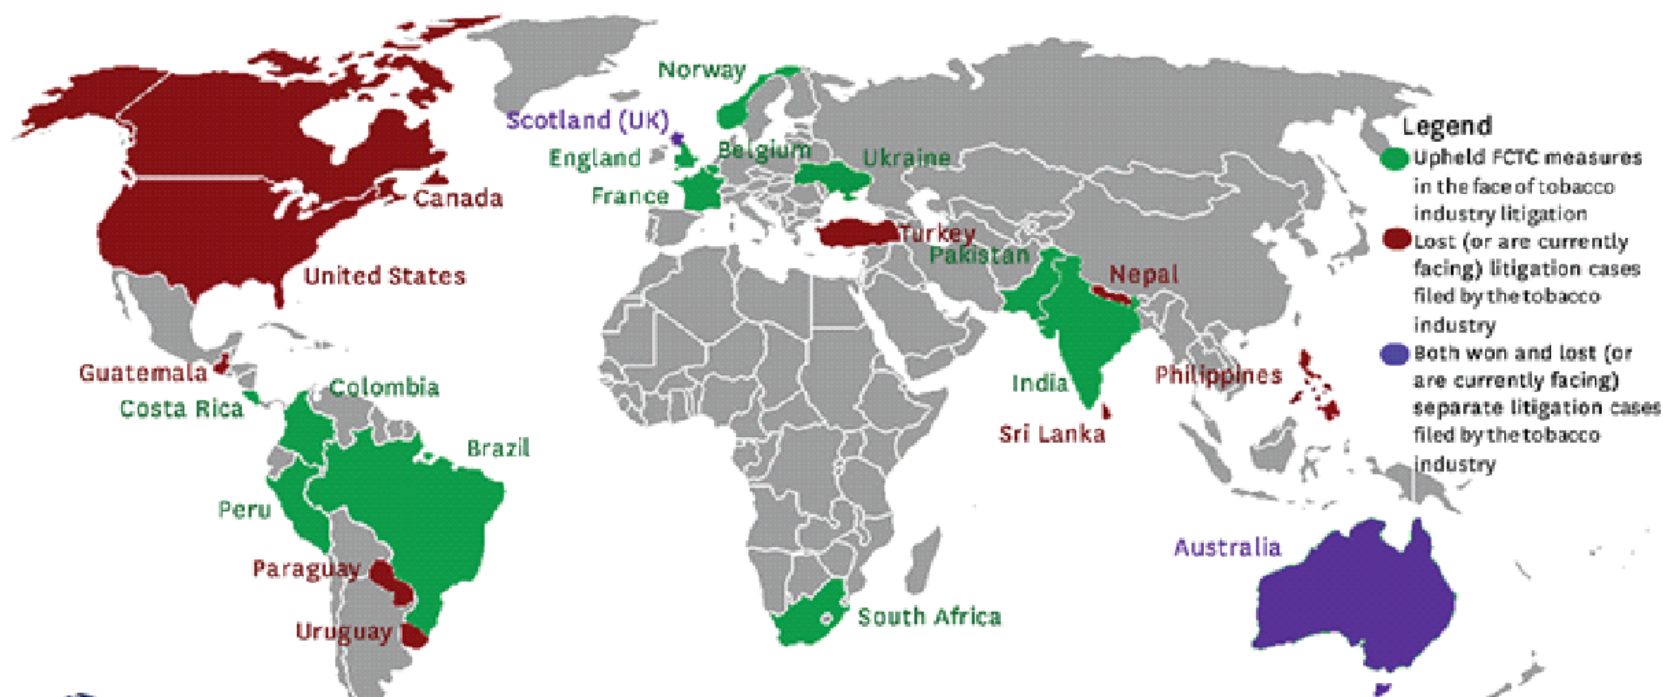 Norway
Scotland (UK)
England
Belgium
Ukraine
France
Canada
United States
Turkey
Pakistan
Nepal
Guatemala
Costa Rica
Colombia
India
Philippines
Sri Lanka
Brazil
Peru
Paraguay
Uruguay
South Africa
Australia
Legend
Upheld FCTC measures
in the face of tobacco
industry litigation
Lost (or are currently
facing) litigation cases
filed by the tobacco
industry
Both won and lost (or
are currently facing)
separate litigation cases
filed by the tobacco
industry